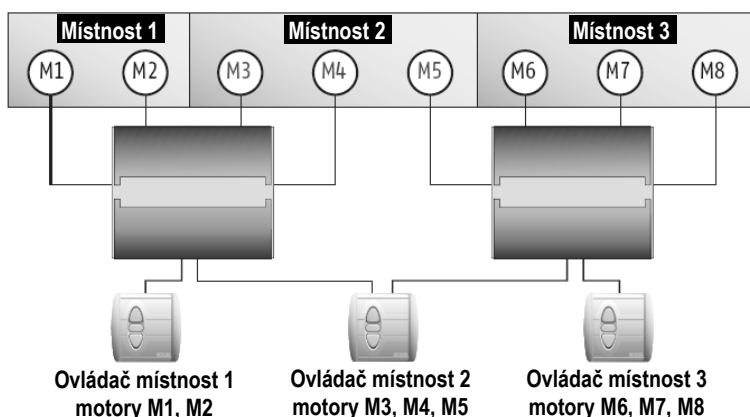 Místnost 1 Místnost 2 Místnost 3
M1 M2 M3 M4 M5 M6 M7 M8
Ovládač místnost 1
motory M1, M2
Ovládač místnost 2
motory M3, M4, M5
Ovládač místnost 3
motory M6, M7, M8